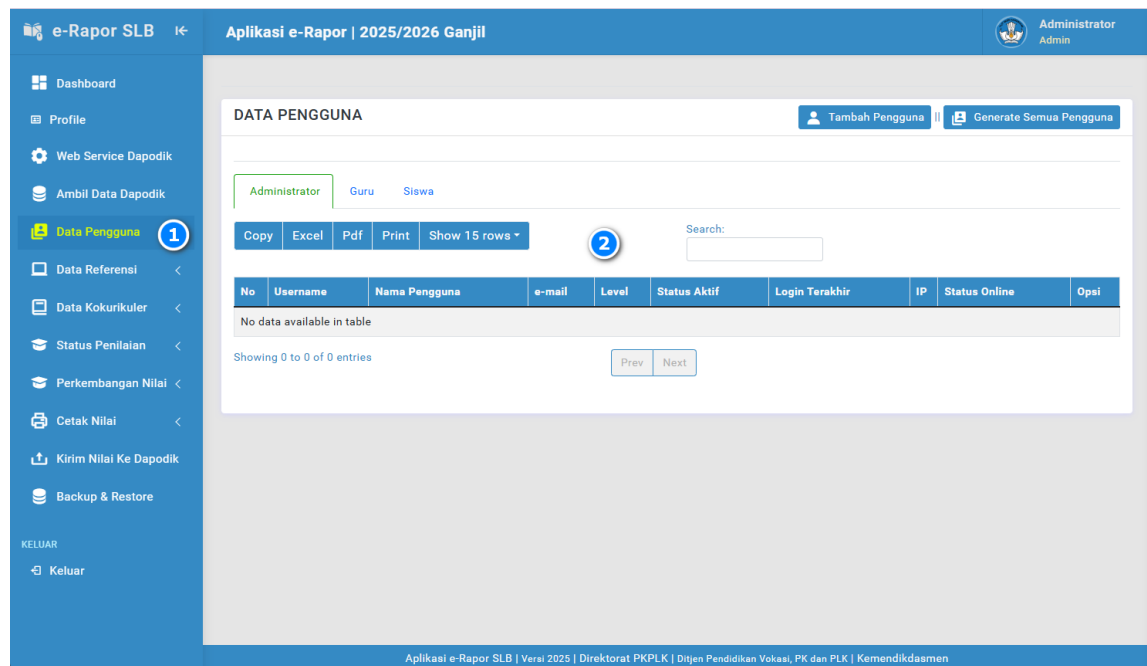 e-Rapor SLB
Aplikasi e-Rapor | 2025/2026 Ganjil
Administrator
Admin
Dashboard
Profile
Web Service Dapodik
Ambil Data Dapodik
Data Pengguna 1
Data Referensi
Data Kokurikuler
Status Penilaian
Perkembangan Nilai
Cetak Nilai
Kirim Nilai Ke Dapodik
Backup & Restore
KELUAR
Keluar
DATA PENGGUNA
Tambah Pengguna || Generate Semua Pengguna
Administrator Guru Siswa
Copy Excel Pdf Print Show 15 rows
2
Search:
No Username Nama Pengguna e-mail Level Status Aktif Login Terakhir IP Status Online Opsi
No data available in table
Showing 0 to 0 of 0 entries
Prev Next
Aplikasi e-Rapor SLB | Versi 2025 | Direktorat PKPLK | Ditjen Pendidikan Vokasi, PK dan PLK | Kemendikdasmen